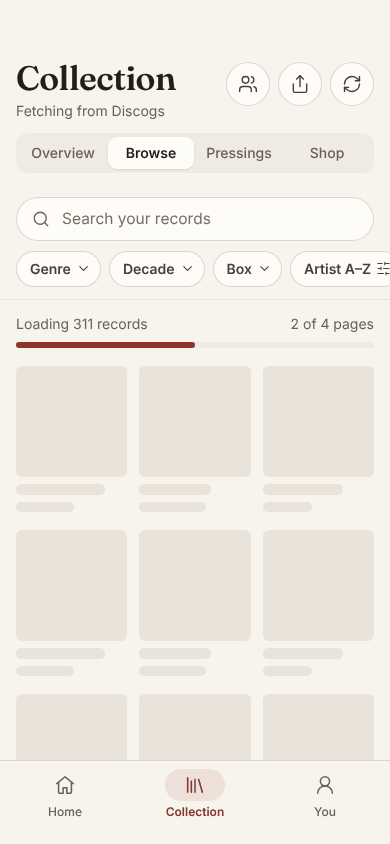 Collection
Fetching from Discogs
Overview
Browse
Pressings
Shop
Search your records
Genre
Decade
Box
Artist A–Z
Loading 311 records
2 of 4 pages
Home
Collection
You